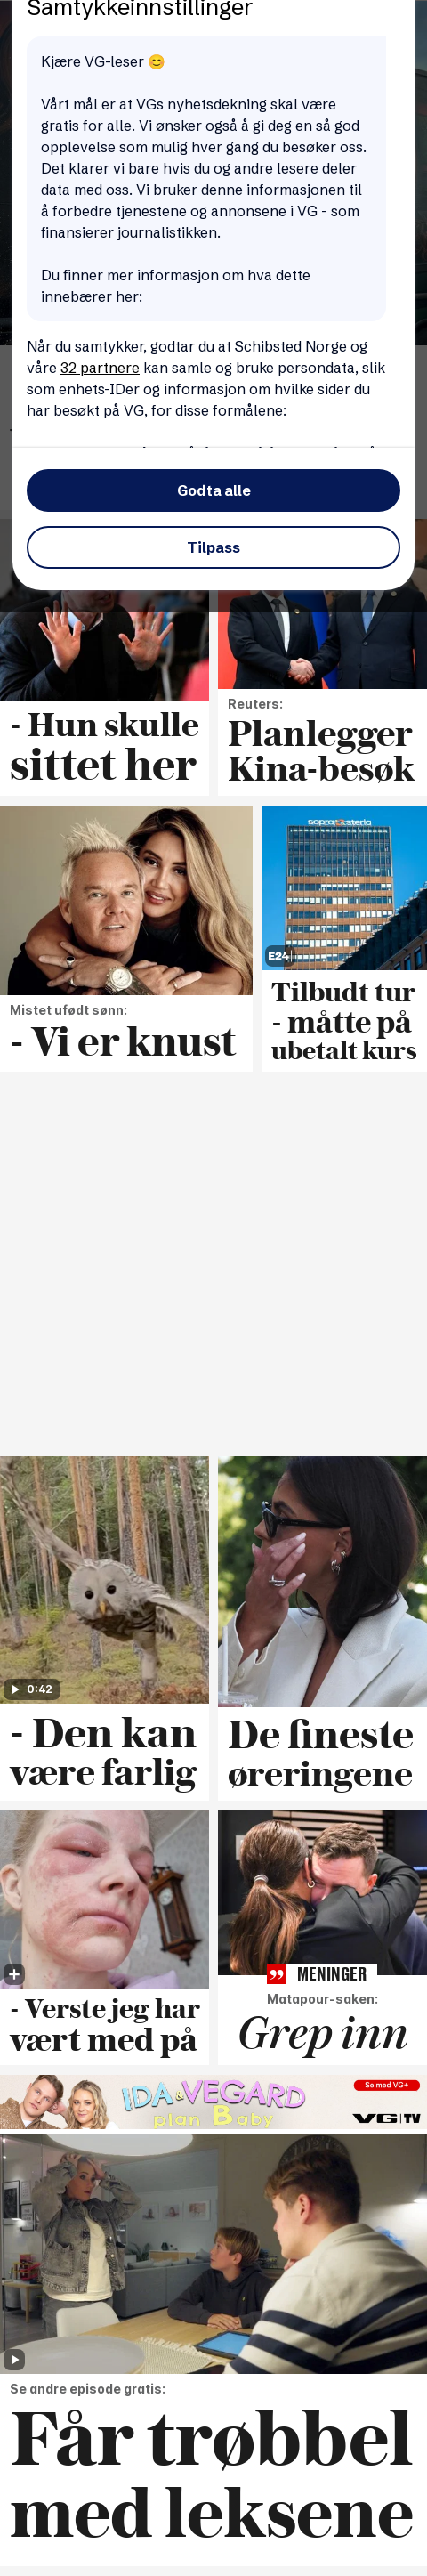 Samtykkeinnstillinger
Kjære VG-leser 😊
Vårt mål er at VGs nyhetsdekning skal være
gratis for alle. Vi ønsker også å gi deg en så god
opplevelse som mulig hver gang du besøker oss.
Det klarer vi bare hvis du og andre lesere deler
data med oss. Vi bruker denne informasjonen til
å forbedre tjenestene og annonsene i VG - som
finansierer journalistikken.
Du finner mer informasjon om hva dette
innebærer her:
Når du samtykker, godtar du at Schibsted Norge og
våre 32 partnere kan samle og bruke persondata, slik
som enhets-IDer og informasjon om hvilke sider du
har besøkt på VG, for disse formålene:
Godta alle
Tilpass
- Hun skulle
sittet her
Reuters:
Planlegger
Kina-besøk
Mistet ufødt sønn:
- Vi er knust
sopra steria
E24
Tilbudt tur
- måtte på
ubetalt kurs
0:42
- Den kan
være farlig
De fineste
øreringene
- Verste jeg har
vært med på
MENINGER
Matapour-saken:
Grep inn
IDA & VEGARD
plan Baby
Se med VG+
VG|TV
Se andre episode gratis:
Får trøbbel
med leksene